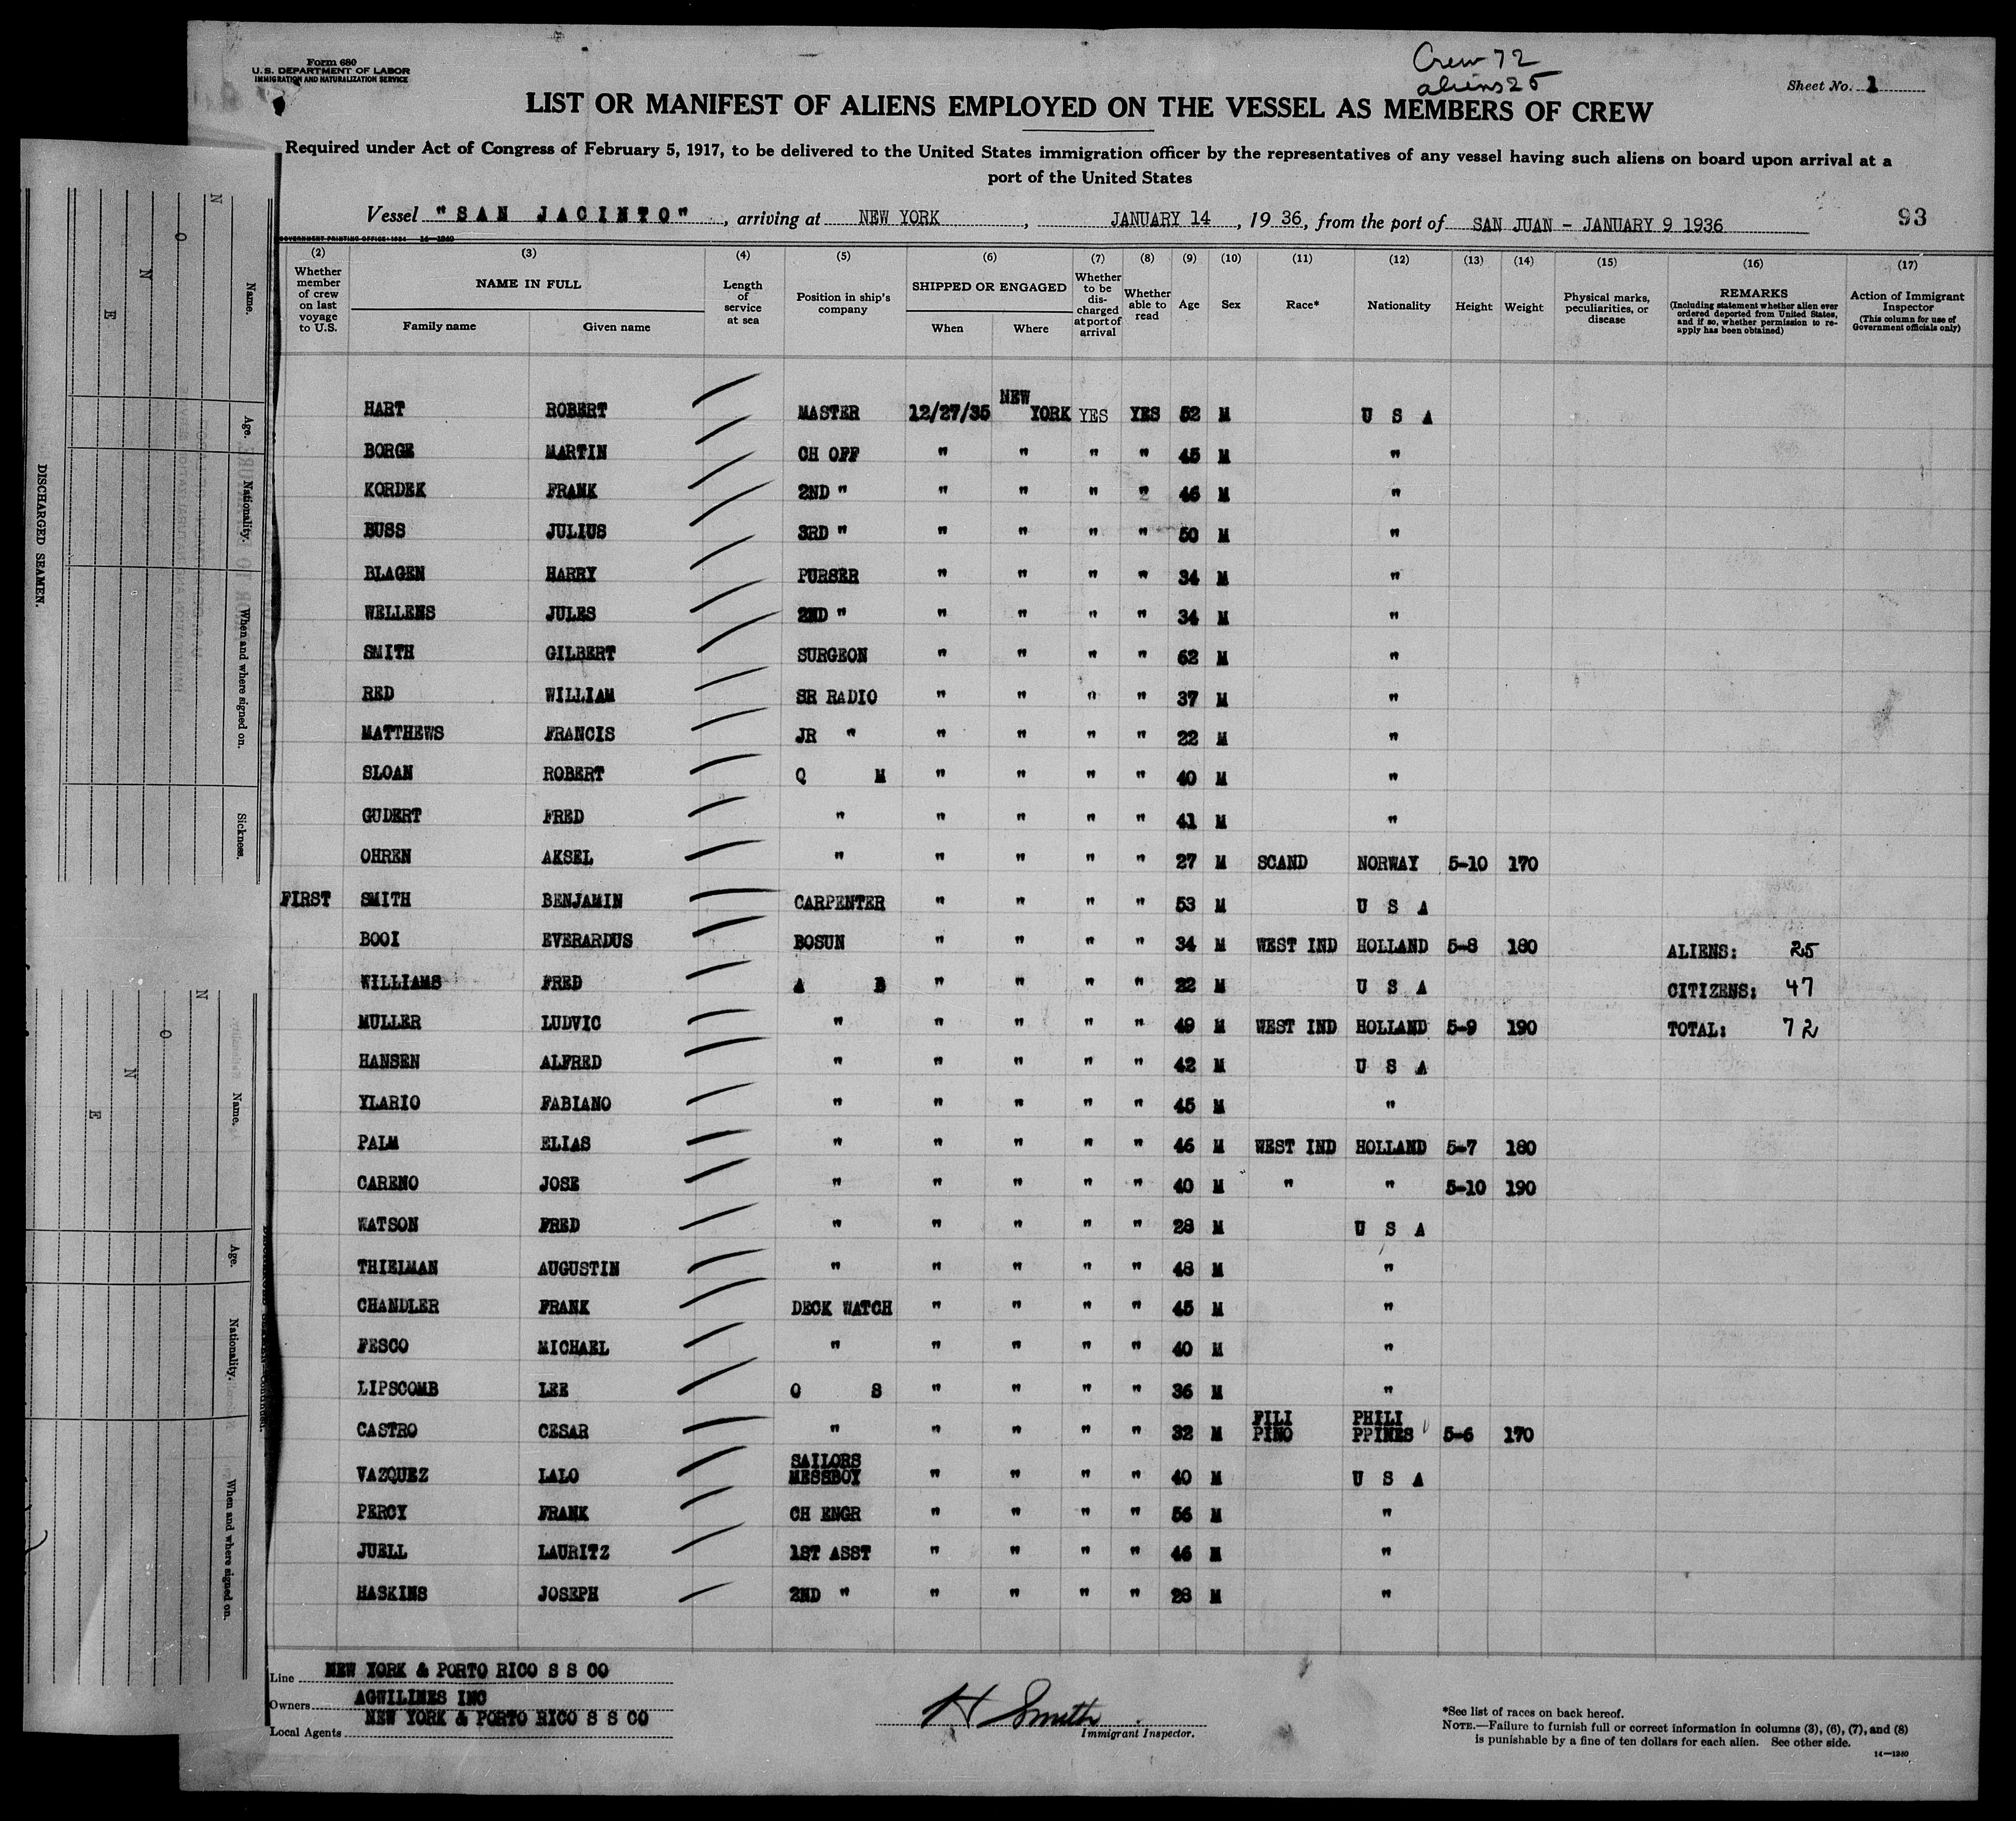 Form 680
U.S. DEPARTMENT OF LABOR
IMMIGRATION AND NATURALIZATION SERVICE
Crew 72
aliens 25
Sheet No. 1
LIST OR MANIFEST OF ALIENS EMPLOYED ON THE VESSEL AS MEMBERS OF CREW
Required under Act of Congress of February 5, 1917, to be delivered to the United States immigration officer by the representatives of any vessel having such aliens on board upon arrival at a
port of the United States
Vessel "SAN JACINTO", arriving at NEW YORK, JANUARY 14, 1936, from the port of SAN JUAN - JANUARY 9 1936
93
GOVERNMENT PRINTING OFFICE: 1934 14—1240
(2) Whether member of crew on last voyage to U.S.
(3) NAME IN FULL
Family name Given name
(4) Length of service at sea
(5) Position in ship's company
(6) SHIPPED OR ENGAGED
When Where
(7) Whether to be discharged at port of arrival
(8) Whether able to read
(9) Age
(10) Sex
(11) Race*
(12) Nationality
(13) Height
(14) Weight
(15) Physical marks, peculiarities, or disease
(16) REMARKS
(Including statement whether alien ever ordered deported from United States, and if so, whether permission to re-apply has been obtained)
(17) Action of Immigrant Inspector
(This column for use of Government officials only)
HART ROBERT MASTER 12/27/35 NEW YORK YES YES 52 M U S A
BORGE MARTIN CH OFF " " " " 45 M "
KORDEK FRANK 2ND " " " " " 46 M "
BUSS JULIUS 3RD " " " " " 50 M "
BLAGEN HARRY PURSER " " " " 34 M "
WELLENS JULES 2ND " " " " " 34 M "
SMITH GILBERT SURGEON " " " " 62 M "
RED WILLIAM SR RADIO " " " " 37 M "
MATTHEWS FRANCIS JR " " " " " 22 M "
SLOAN ROBERT Q M " " " " 40 M "
GUDERT FRED " " " " " 41 M "
OHREN AKSEL " " " " " 27 M SCAND NORWAY 5-10 170
FIRST SMITH BENJAMIN CARPENTER " " " " 53 M U S A
BOOI EVERARDUS BOSUN " " " " 34 M WEST IND HOLLAND 5-8 180 ALIENS: 25
WILLIAMS FRED A B " " " " 22 M U S A CITIZENS: 47
MULLER LUDVIC " " " " " 49 M WEST IND HOLLAND 5-9 190 TOTAL: 72
HANSEN ALFRED " " " " " 42 M U S A
YLARIO FABIANO " " " " " 45 M "
PALM ELIAS " " " " " 46 M WEST IND HOLLAND 5-7 180
CARENO JOSE " " " " " 40 M " " 5-10 190
WATSON FRED " " " " " 28 M U S A
THIELMAN AUGUSTIN " " " " " 48 M "
CHANDLER FRANK DECK WATCH " " " " 45 M "
FESCO MICHAEL " " " " " 40 M "
LIPSCOMB LEE O S " " " " 36 M "
CASTRO CESAR " " " " " 32 M FILI PINO PHILI PPINES 5-6 170
VAZQUEZ LALO SAILORS MESSBOY " " " " 40 M U S A
PERCY FRANK CH ENGR " " " " 56 M "
JUELL LAURITZ 1ST ASST " " " " 46 M "
HASKINS JOSEPH 2ND " " " " " 28 M "
Line NEW YORK & PORTO RICO S S CO
Owners AGWILINES INC
Local Agents NEW YORK & PORTO RICO S S CO
H Smith
Immigrant Inspector.
*See list of races on back hereof.
NOTE.—Failure to furnish full or correct information in columns (3), (6), (7), and (8)
is punishable by a fine of ten dollars for each alien. See other side.
14—1240
DISCHARGED SEAMEN.
Name. Age. Nationality. When and where signed on. Sickness.
N O N E
Name. Age. Nationality. When and where signed on.
N O N E